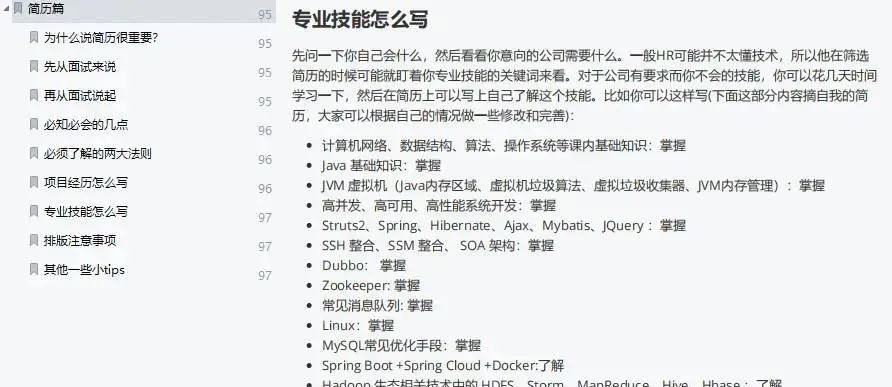 简历篇 95
为什么说简历很重要? 95
先从面试来说 95
再从面试说起 95
必知必会的几点 96
必须了解的两大法则 96
项目经历怎么写 96
专业技能怎么写 97
排版注意事项 97
其他一些小tips 97
专业技能怎么写
先问一下你自己会什么，然后看看你意向的公司需要什么。一般HR可能并不太懂技术，所以他在筛选
简历的时候可能就盯着你专业技能的关键词来看。对于公司有要求而你不会的技能，你可以花几天时间
学习一下，然后在简历上可以写上自己了解这个技能。比如你可以这样写(下面这部分内容摘自我的简
历，大家可以根据自己的情况做一些修改和完善):
• 计算机网络、数据结构、算法、操作系统等课内基础知识：掌握
• Java 基础知识：掌握
• JVM 虚拟机（Java内存区域、虚拟机垃圾算法、虚拟垃圾收集器、JVM内存管理）：掌握
• 高并发、高可用、高性能系统开发：掌握
• Struts2、Spring、Hibernate、Ajax、Mybatis、JQuery ：掌握
• SSH 整合、SSM 整合、 SOA 架构：掌握
• Dubbo： 掌握
• Zookeeper: 掌握
• 常见消息队列: 掌握
• Linux：掌握
• MySQL常见优化手段：掌握
• Spring Boot +Spring Cloud +Docker:了解
• Hadoop 生态相关技术中的 HDFS、Storm、MapReduce、Hive、Hbase ：了解